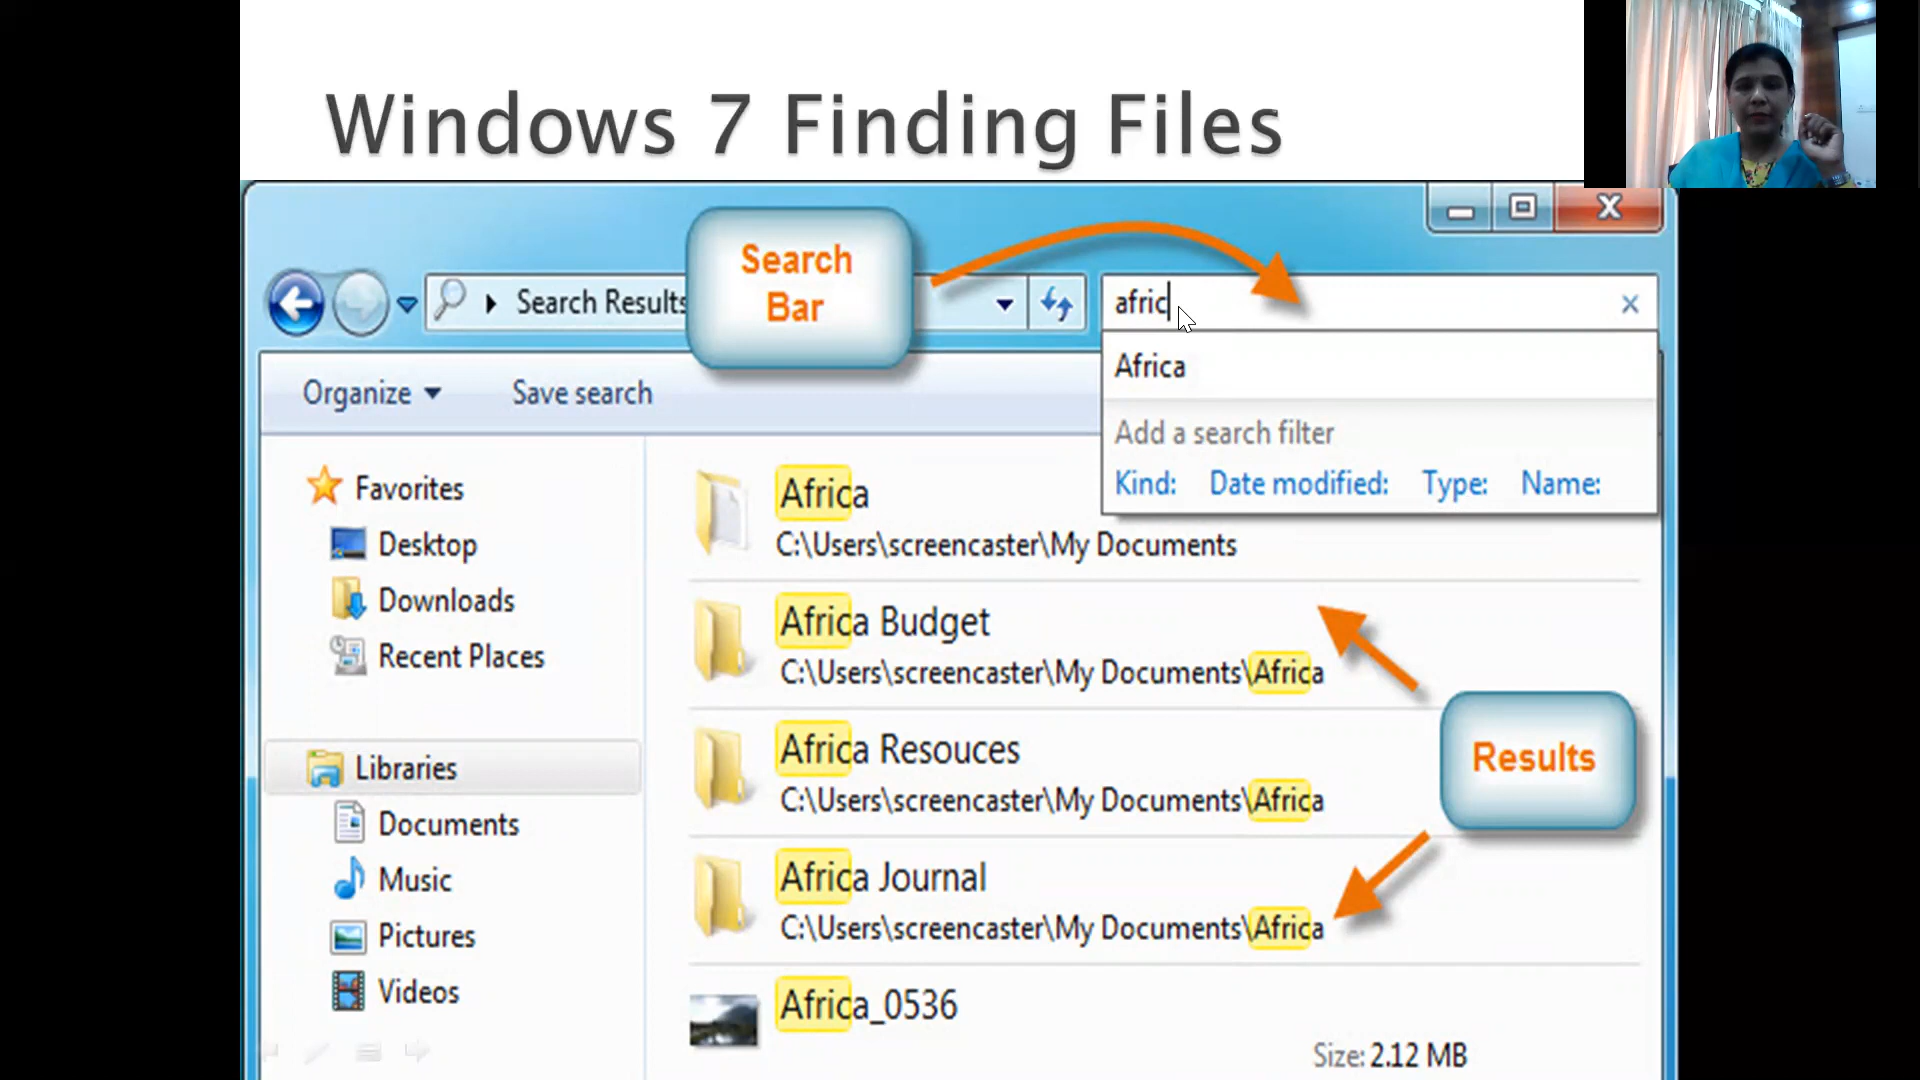 Windows 7 Finding Files
Search
Bar
Search Results
afric
Africa
Add a search filter
Kind: Date modified: Type: Name:
Organize Save search
Favorites
Desktop
Downloads
Recent Places
Libraries
Documents
Music
Pictures
Videos
Africa
C:\Users\screencaster\My Documents
Africa Budget
C:\Users\screencaster\My Documents\Africa
Africa Resouces
C:\Users\screencaster\My Documents\Africa
Africa Journal
C:\Users\screencaster\My Documents\Africa
Africa_0536
Size: 2.12 MB
Results